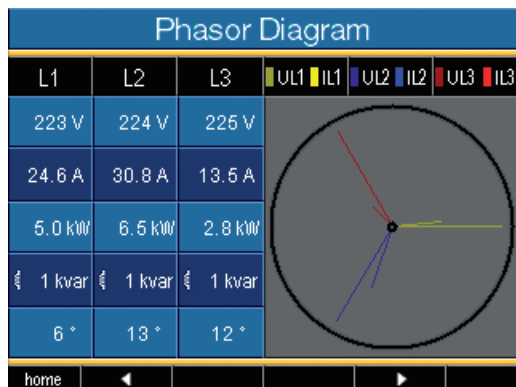 Phasor Diagram
L1 L2 L3 UL1 IL1 UL2 IL2 UL3 IL3
223 V 224 V 225 V
24.6 A 30.8 A 13.5 A
5.0 kW 6.5 kW 2.8 kW
1 kvar 1 kvar 1 kvar
6 ° 13 ° 12 °
home